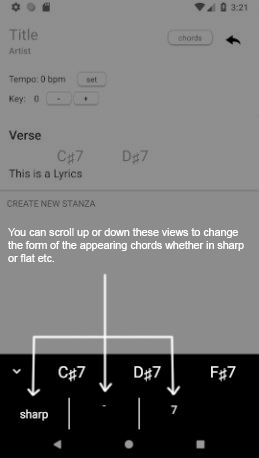 3:21
Title
Artist
chords
Tempo: 0 bpm set
Key: 0 - +
Verse
C♯7 D♯7
This is a Lyrics
CREATE NEW STANZA
You can scroll up or down these views to change
the form of the appearing chords whether in sharp
or flat etc.
C♯7 D♯7 F♯7
sharp - 7